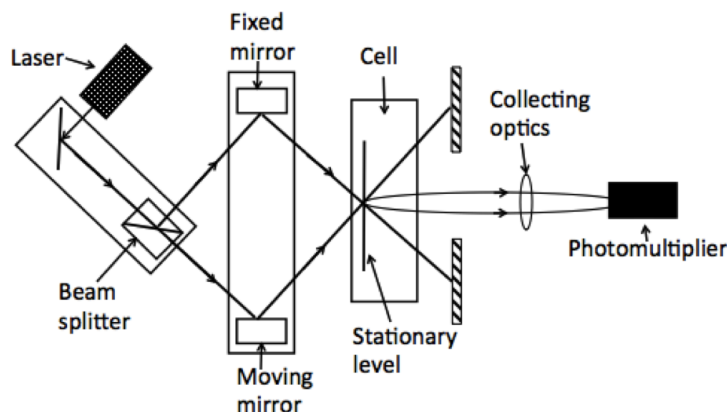 Fixed
mirror
Laser
Cell
Collecting
optics
Photomultiplier
Beam
splitter
Stationary
level
Moving
mirror